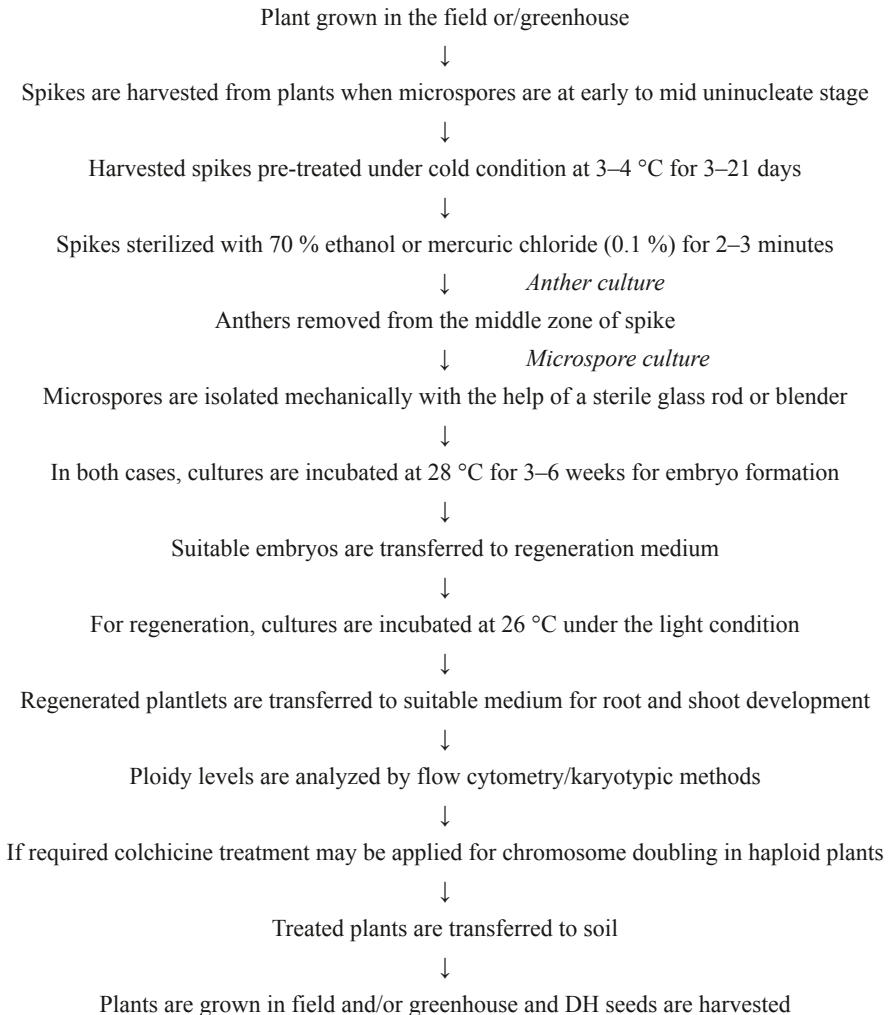 Plant grown in the field or/greenhouse
↓
Spikes are harvested from plants when microspores are at early to mid uninucleate stage
↓
Harvested spikes pre-treated under cold condition at 3–4 °C for 3–21 days
↓
Spikes sterilized with 70 % ethanol or mercuric chloride (0.1 %) for 2–3 minutes
↓ Anther culture
Anthers removed from the middle zone of spike
↓ Microspore culture
Microspores are isolated mechanically with the help of a sterile glass rod or blender
↓
In both cases, cultures are incubated at 28 °C for 3–6 weeks for embryo formation
↓
Suitable embryos are transferred to regeneration medium
↓
For regeneration, cultures are incubated at 26 °C under the light condition
↓
Regenerated plantlets are transferred to suitable medium for root and shoot development
↓
Ploidy levels are analyzed by flow cytometry/karyotypic methods
↓
If required colchicine treatment may be applied for chromosome doubling in haploid plants
↓
Treated plants are transferred to soil
↓
Plants are grown in field and/or greenhouse and DH seeds are harvested